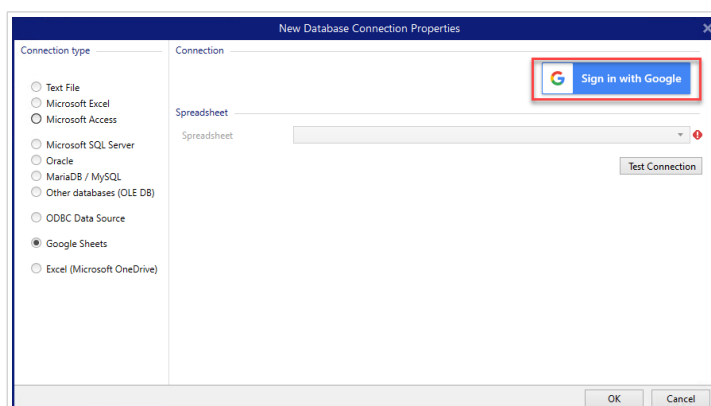 New Database Connection Properties
Connection type
Connection
Text File
Microsoft Excel
Microsoft Access
Microsoft SQL Server
Oracle
MariaDB / MySQL
Other databases (OLE DB)
ODBC Data Source
Google Sheets
Excel (Microsoft OneDrive)
G Sign in with Google
Spreadsheet
Spreadsheet
Test Connection
OK
Cancel